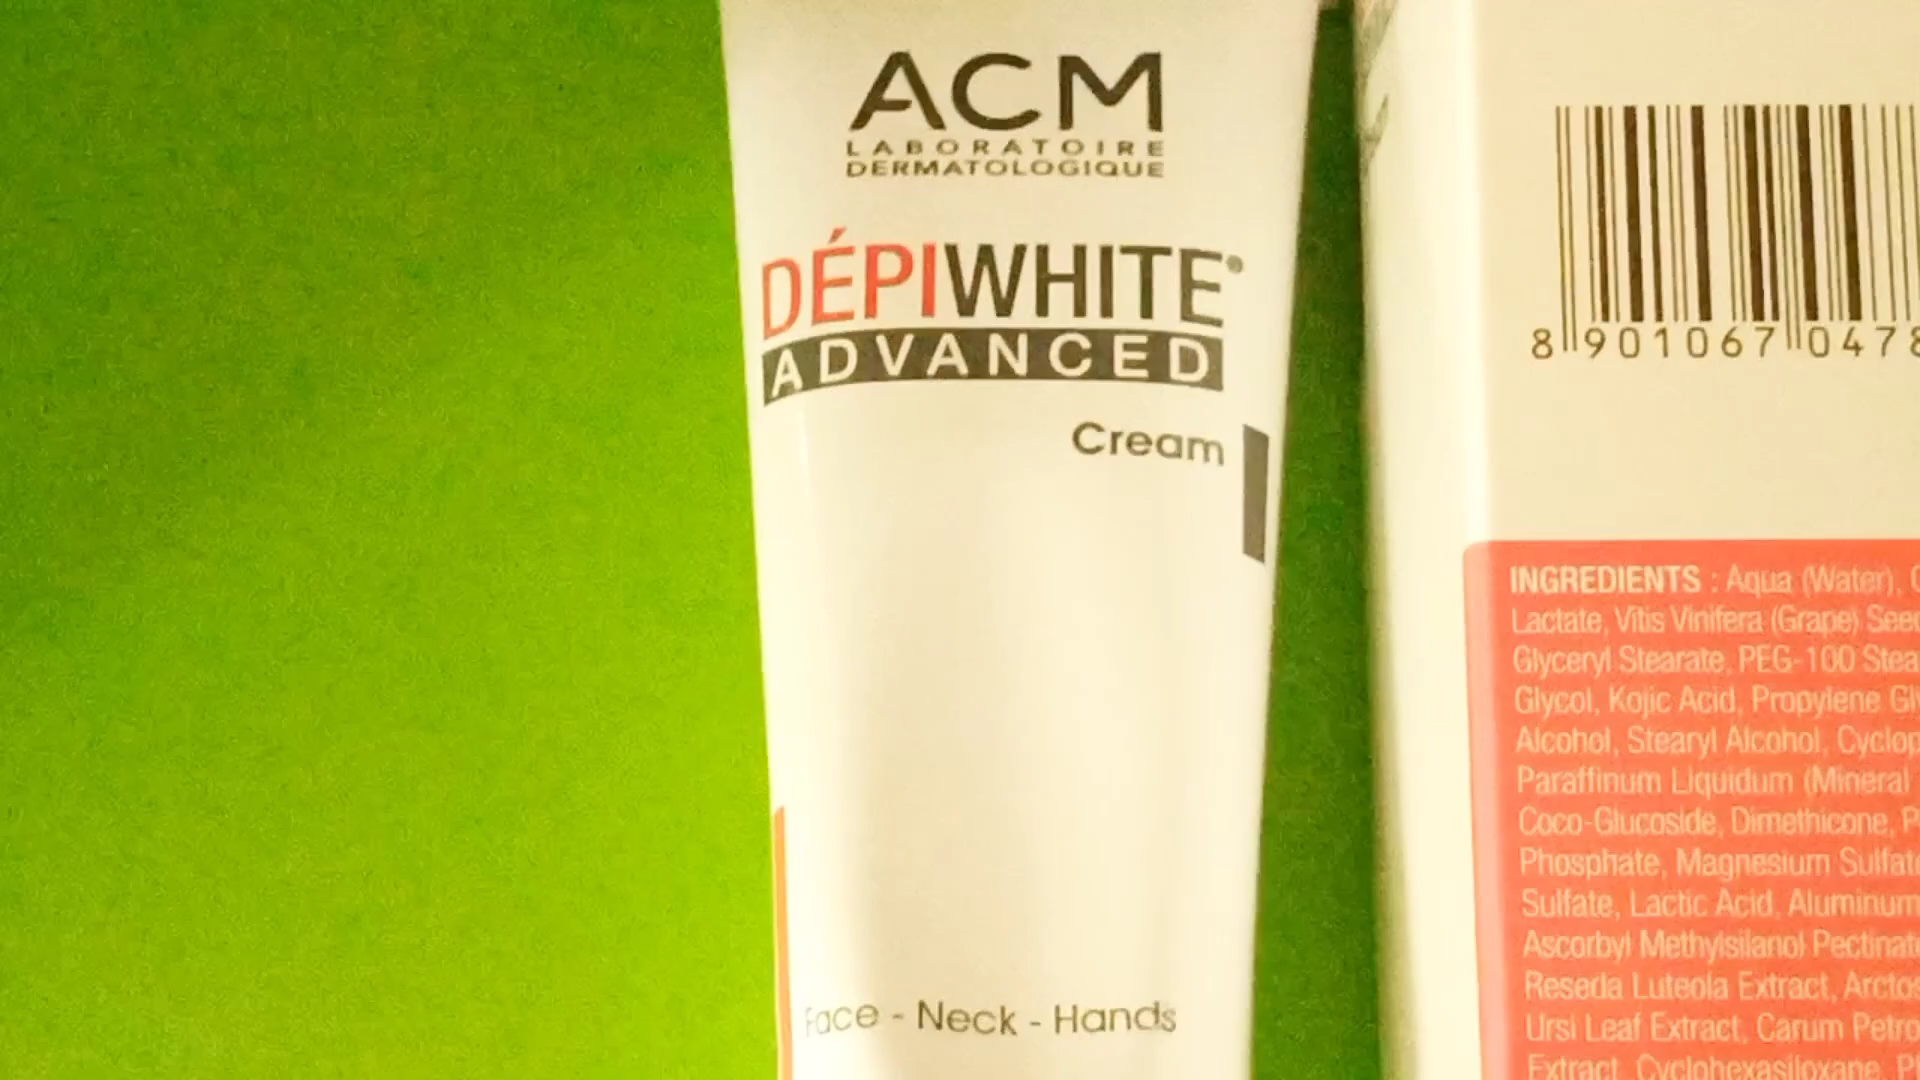 ACM
LABORATOIRE
DERMATOLOGIQUE
DÉPIWHITE®
ADVANCED
Cream
Face - Neck - Hands
8 901067 0478
INGREDIENTS : Aqua (Water),
Lactate, Vitis Vinifera (Grape)
Glyceryl Stearate, PEG-100
Glycol, Kojic Acid, Propylene
Alcohol, Stearyl Alcohol,
Paraffinum Liquidum (Mineral
Coco-Glucoside, Dimethicone,
Phosphate, Magnesium
Sulfate, Lactic Acid, Aluminum
Ascorbyl Methylsilanol
Reseda Luteola Extract,
Ursi Leaf Extract, Carum
Extract, Cyclohexasiloxane,